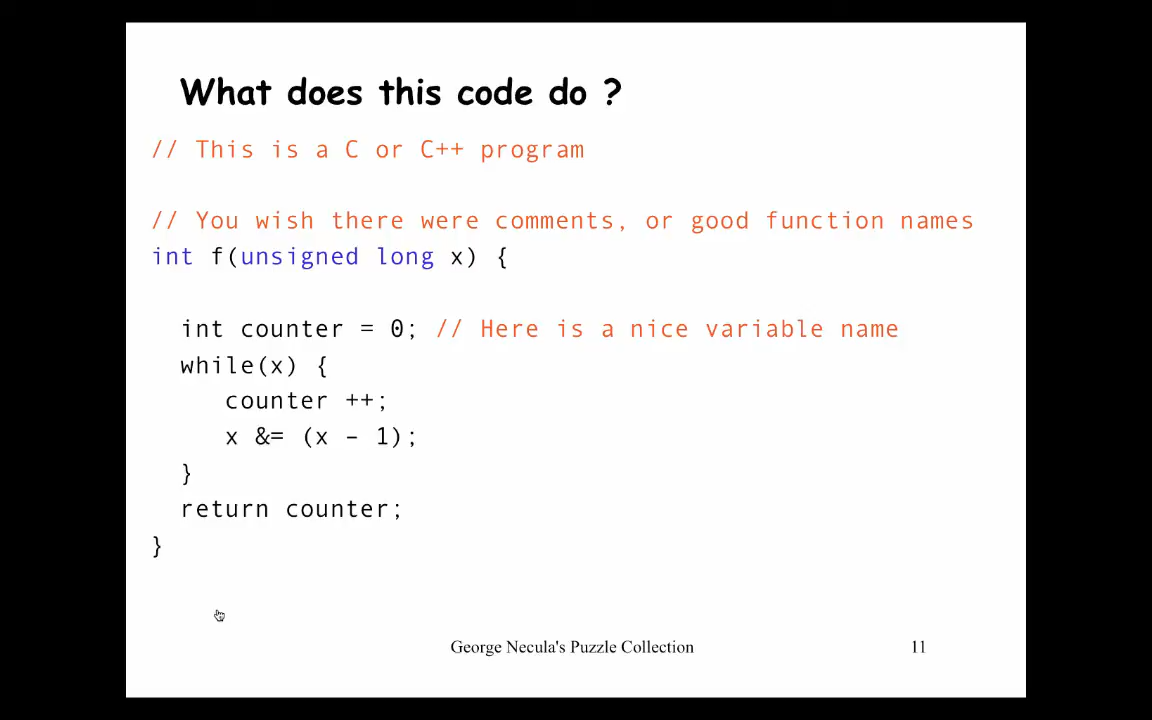 What does this code do ?
// This is a C or C++ program
// You wish there were comments, or good function names
int f(unsigned long x) {
int counter = 0; // Here is a nice variable name
while(x) {
counter ++;
x &= (x – 1);
}
return counter;
}
George Necula's Puzzle Collection
11